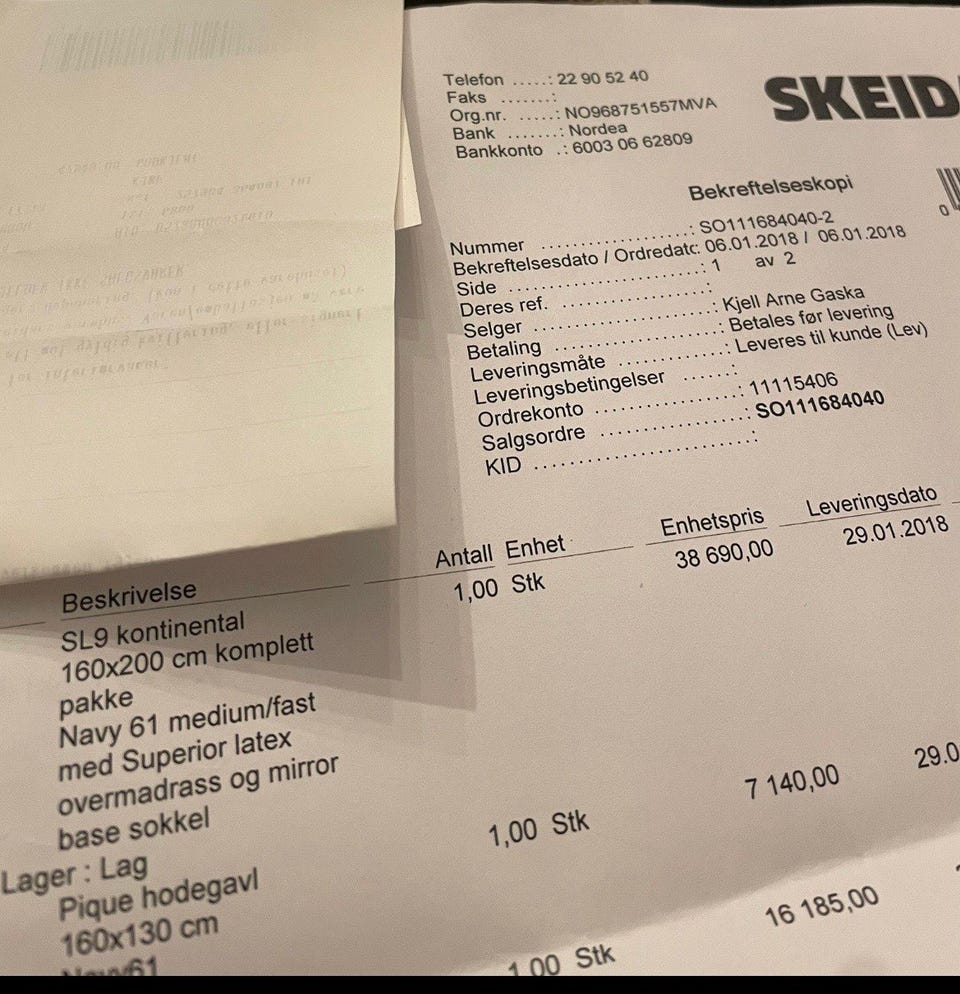 SKEID
Telefon .....: 22 90 52 40
Faks .......:
Org.nr. .....: NO968751557MVA
Bank .......: Nordea
Bankkonto .: 6003 06 62809
Bekreftelseskopi
0
Nummer ....................: SO111684040-2
Bekreftelsesdato / Ordredato: 06.01.2018 / 06.01.2018
Side .........................: 1 av 2
Deres ref. ....................:
Selger .......................: Kjell Arne Gaska
Betaling .....................: Betales før levering
Leveringsmåte ..............: Leveres til kunde (Lev)
Leveringsbetingelser ......:
Ordrekonto .................: 11115406
Salgsordre .................: SO111684040
KID ..........................:
Beskrivelse Antall Enhet Enhetspris Leveringsdato
SL9 kontinental 1,00 Stk 38 690,00 29.01.2018
160x200 cm komplett
pakke
Navy 61 medium/fast
med Superior latex
overmadrass og mirror
base sokkel
Lager : Lag
Pique hodegavl 1,00 Stk 7 140,00 29.0
160x130 cm
Navy61
1,00 Stk 16 185,00